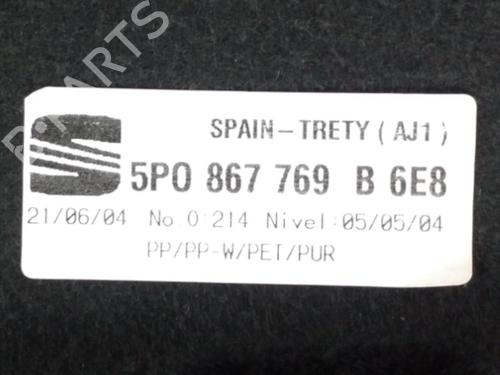 B-PARTS
SPAIN-TRETY (AJ1)
5P0 867 769 B 6E8
21/06/04 No.0:214 Nivel:05/05/04
PP/PP-W/PET/PUR